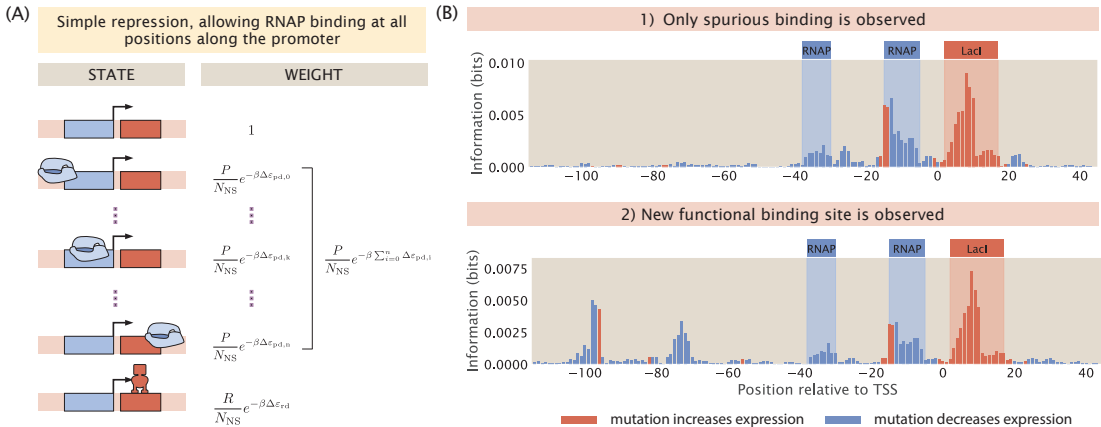 (A)
Simple repression, allowing RNAP binding at all
positions along the promoter
STATE
WEIGHT
1
P/N_NS e^{-βΔε_pd,0}
P/N_NS e^{-βΔε_pd,k}
P/N_NS e^{-β∑_{i=0}^{n} Δε_pd,i}
P/N_NS e^{-βΔε_pd,n}
R/N_NS e^{-βΔε_rd}
(B)
1) Only spurious binding is observed
RNAP RNAP LacI
Information (bits)
0.010
0.005
0.000
−100 −80 −60 −40 −20 0 20 40
2) New functional binding site is observed
RNAP RNAP LacI
Information (bits)
0.0075
0.0050
0.0025
0.0000
−100 −80 −60 −40 −20 0 20 40
Position relative to TSS
mutation increases expression mutation decreases expression